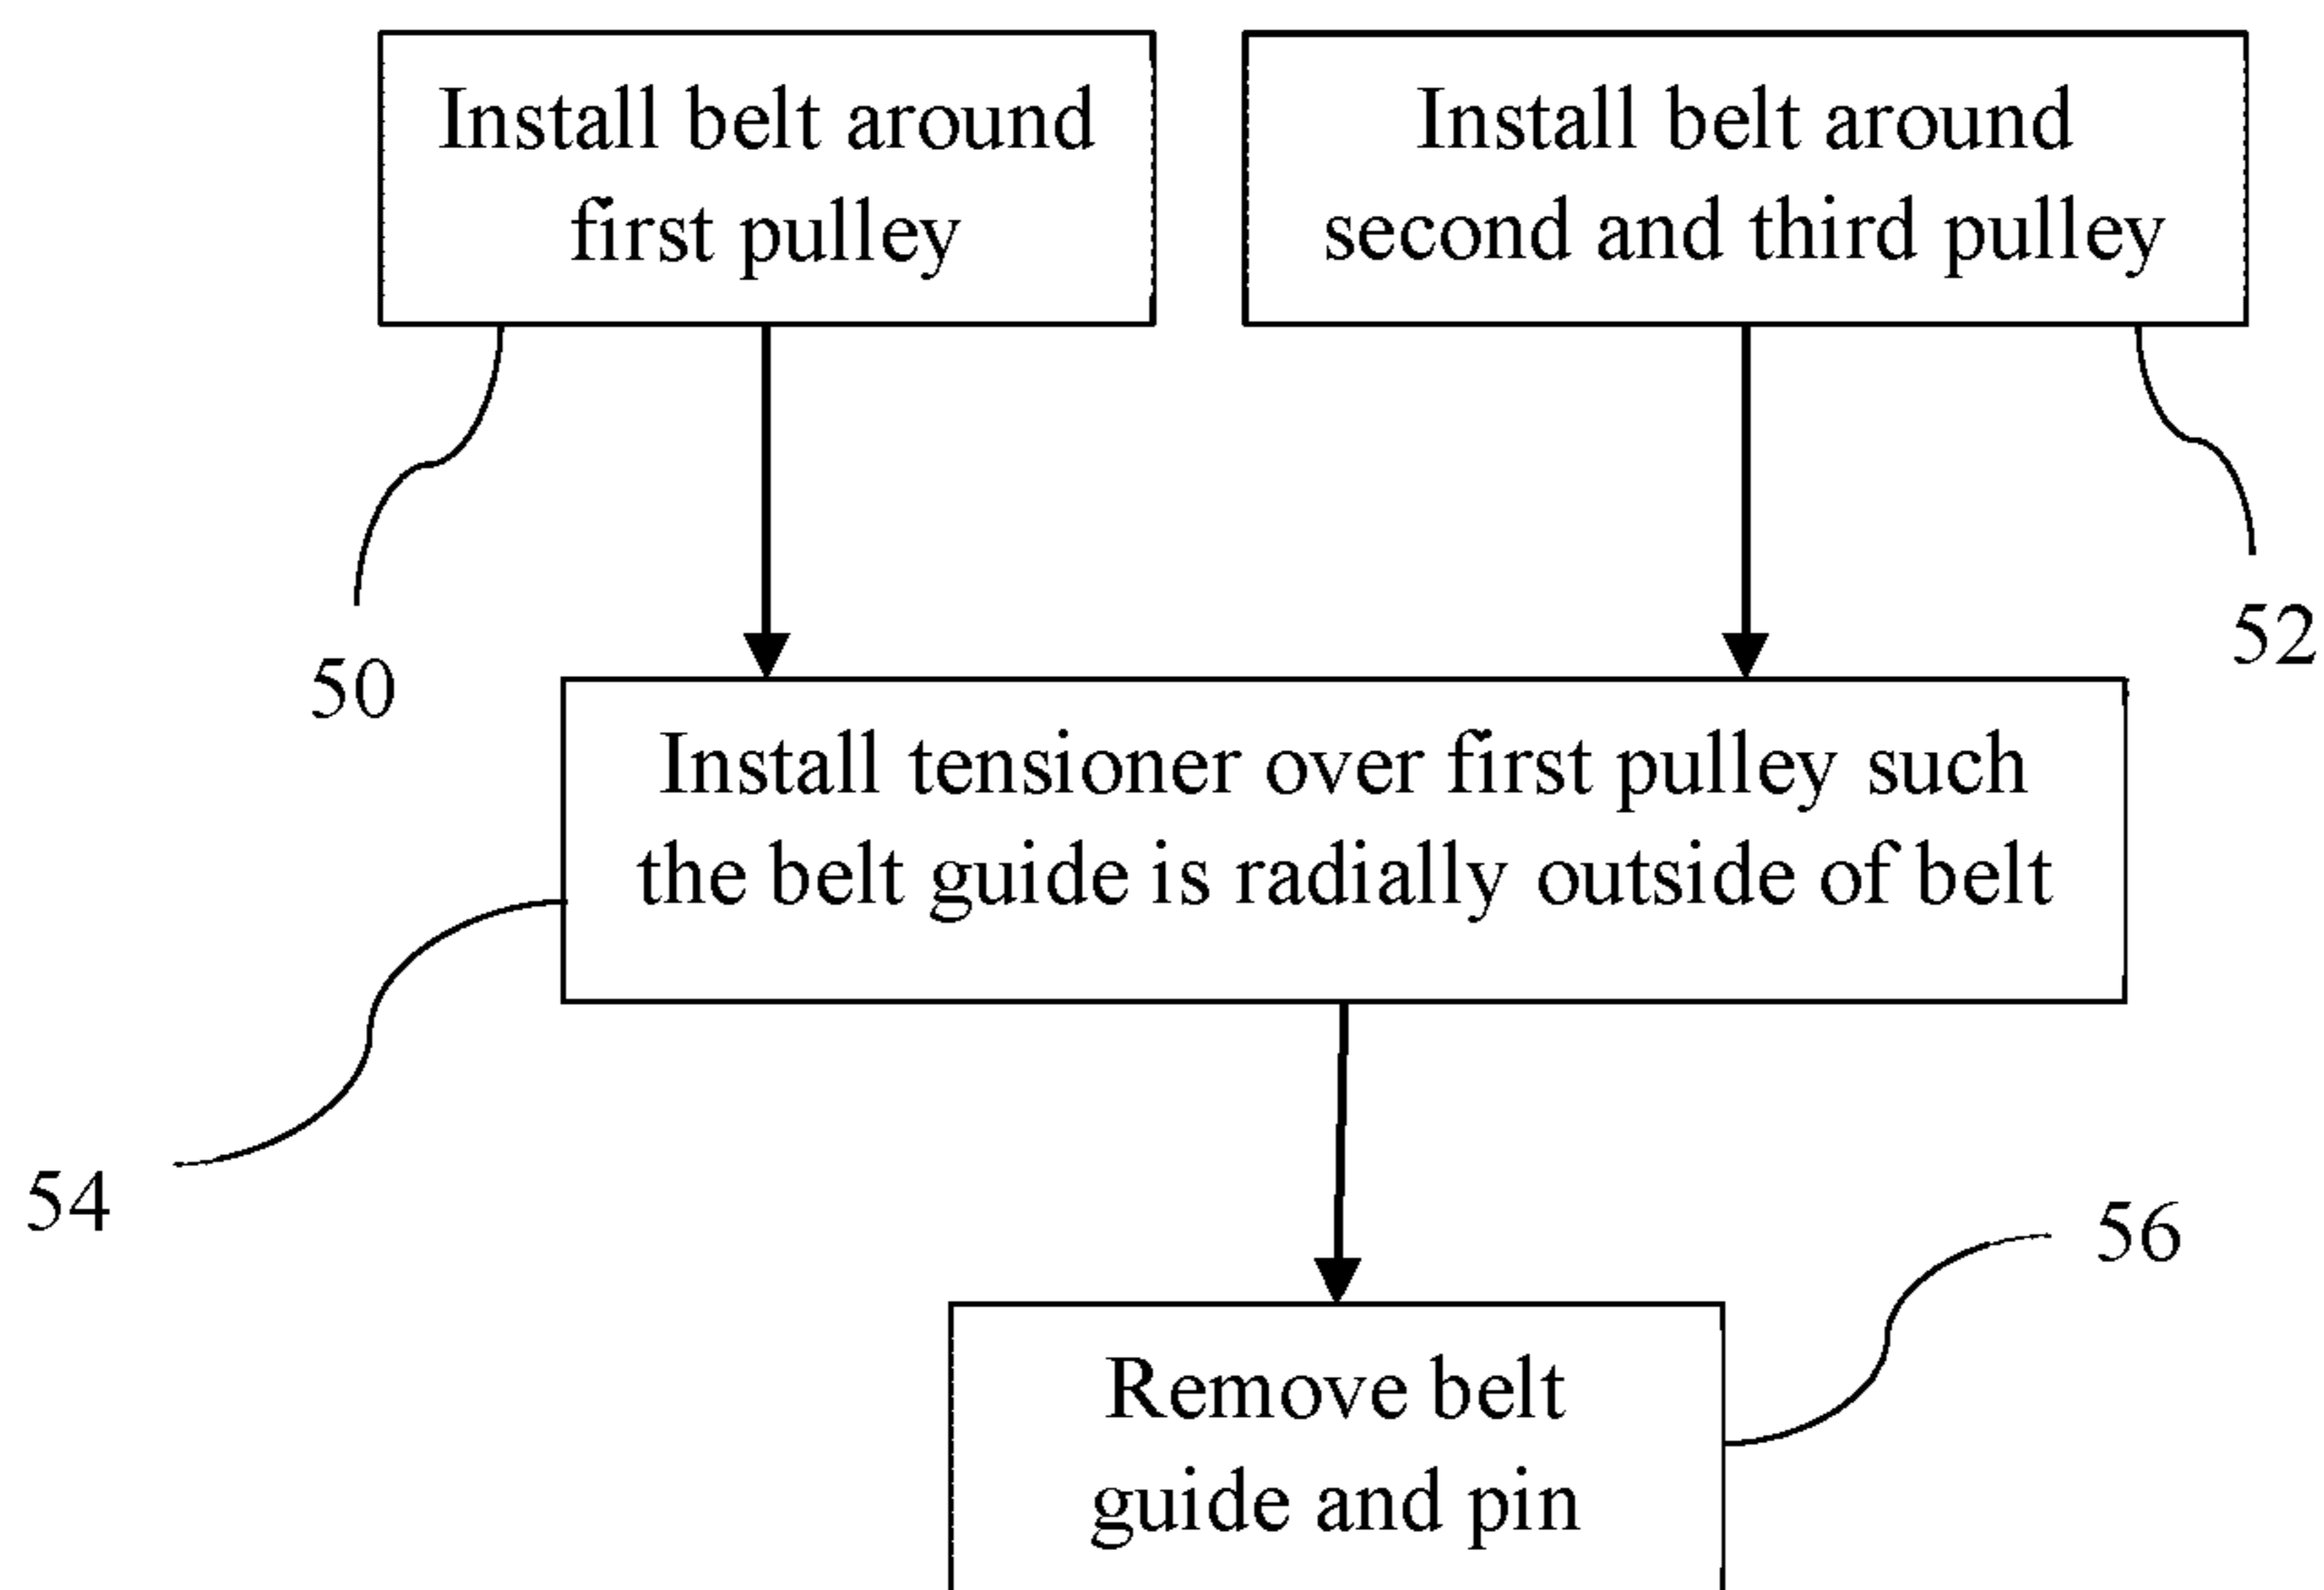 Install belt around
first pulley
Install belt around
second and third pulley
50
52
Install tensioner over first pulley such
the belt guide is radially outside of belt
54
56
Remove belt
guide and pin